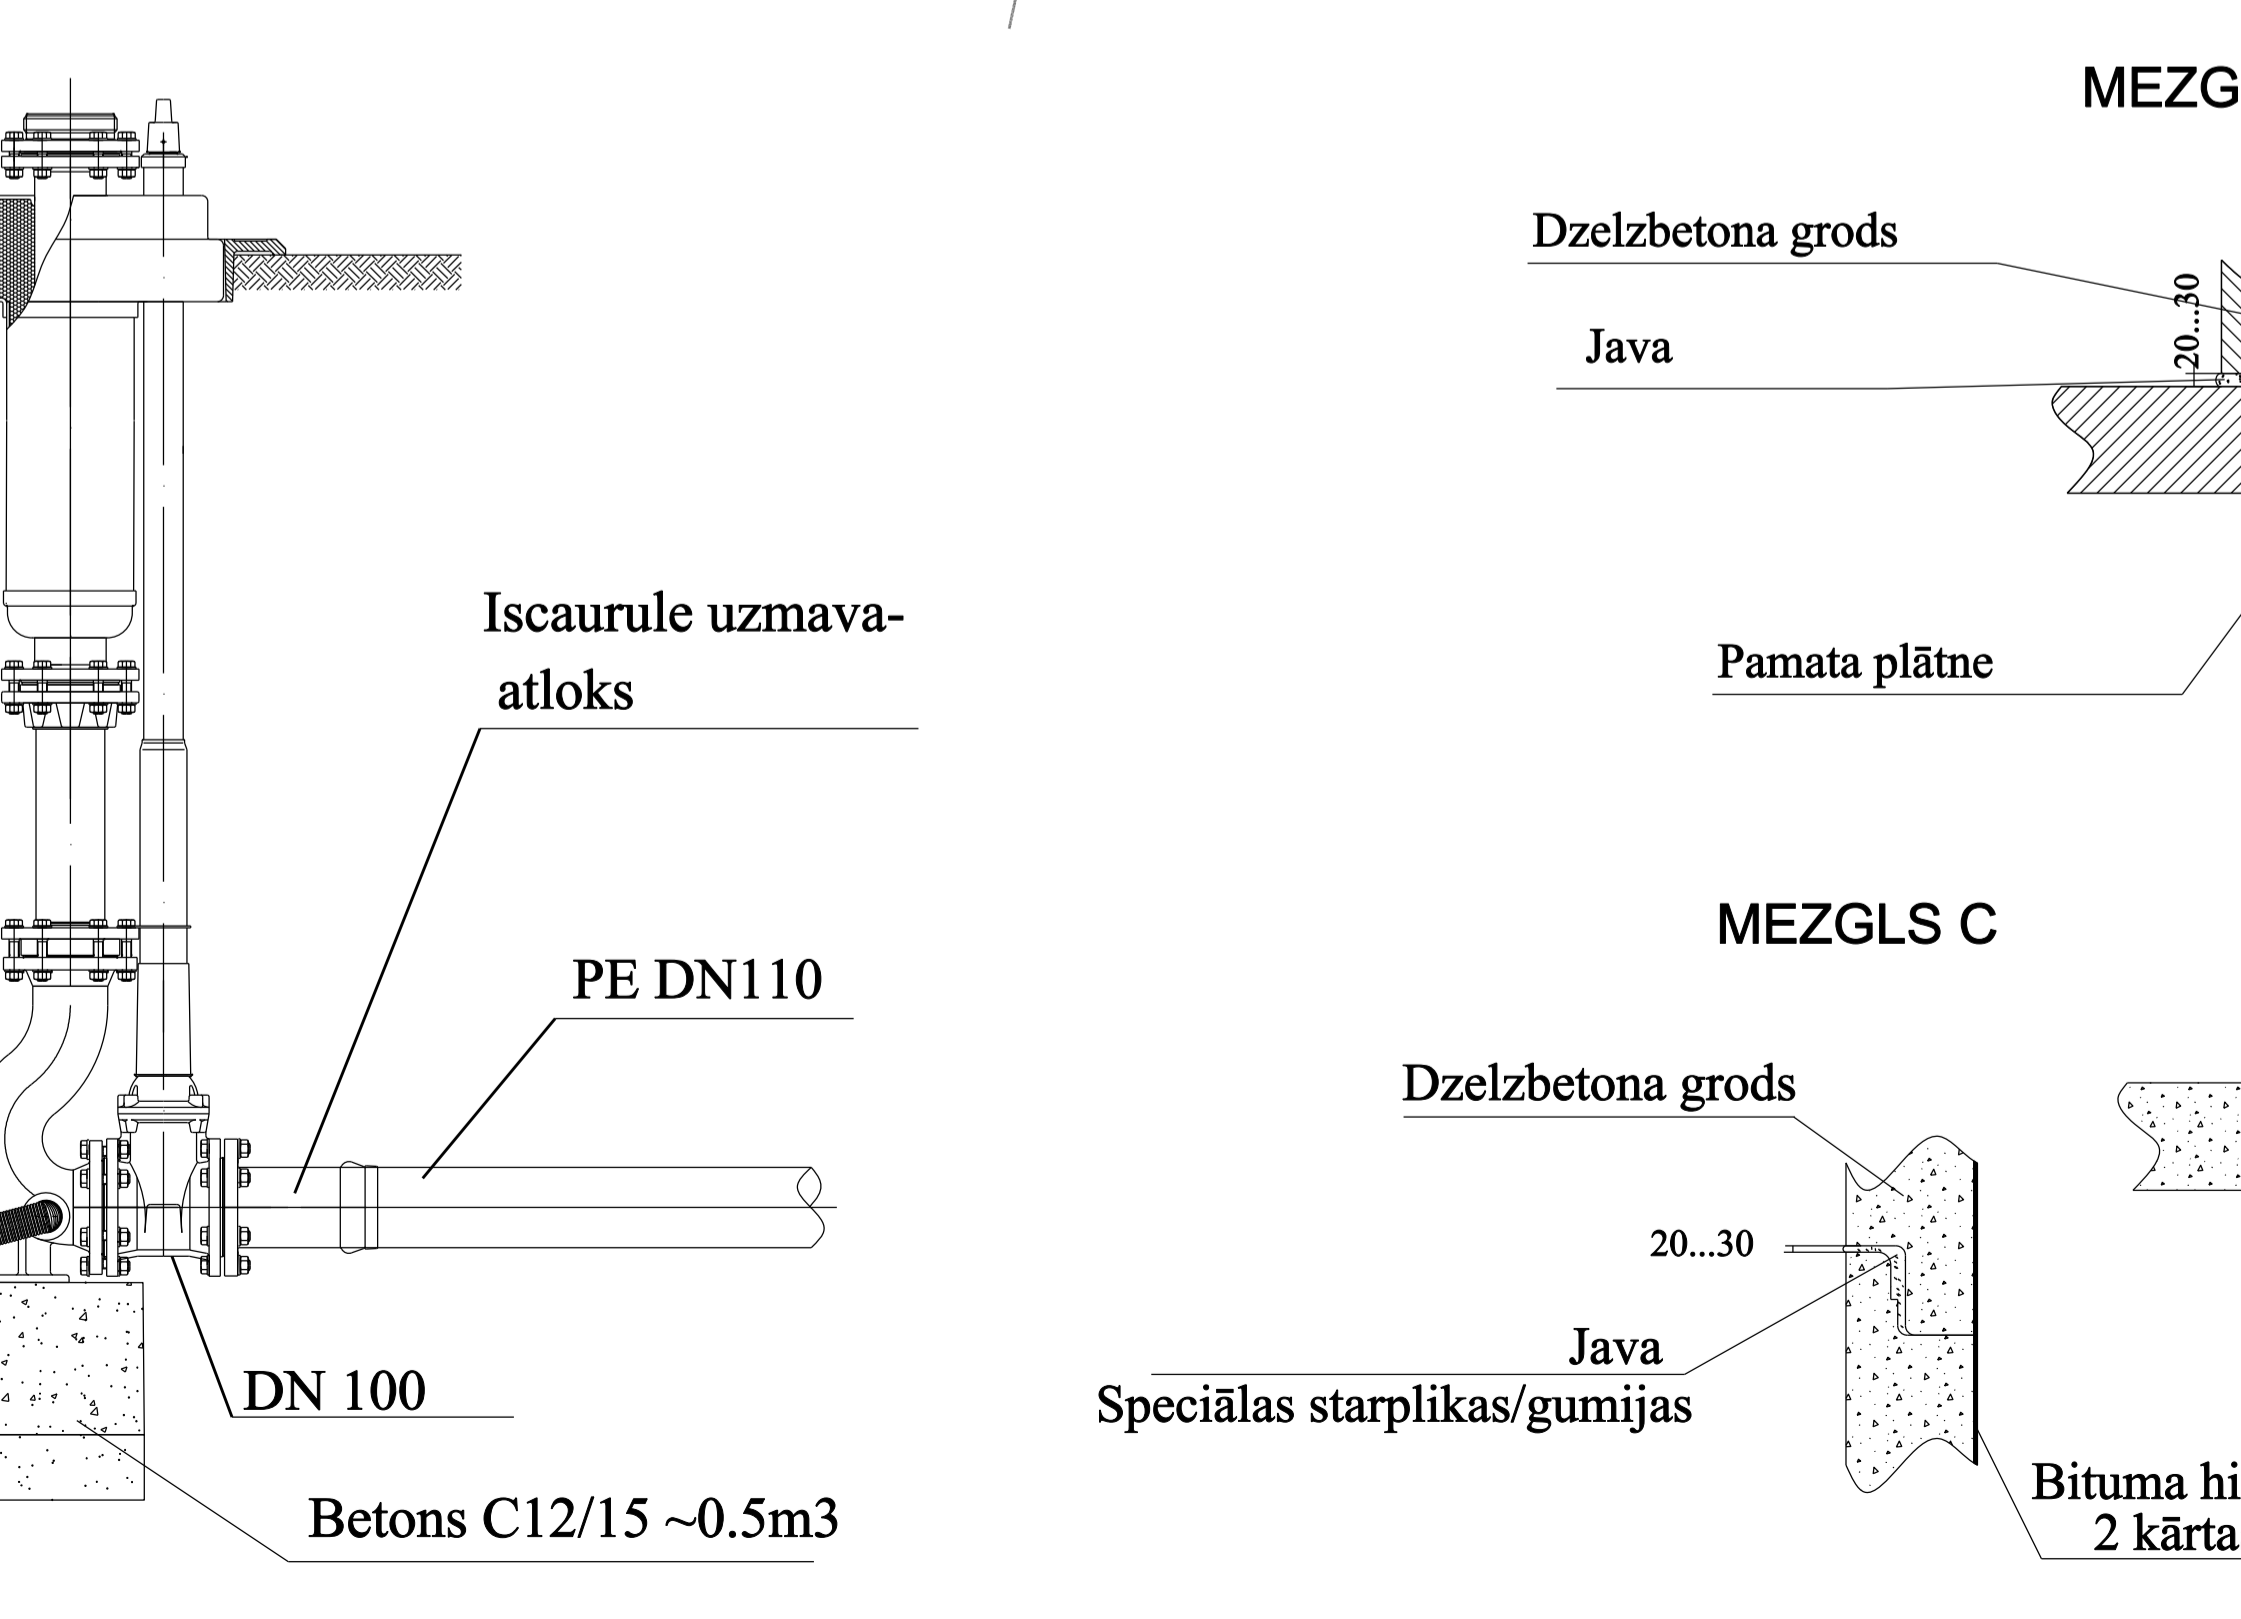 MEZG
Dzelzbetona grods
20...30
Java
Iscaurule uzmava-
atloks
Pamata plātne
MEZGLS C
PE DN110
Dzelzbetona grods
20...30
Java
DN 100
Speciālas starplikas/gumijas
Bituma hi
2 kārta
Betons C12/15 ~0.5m3